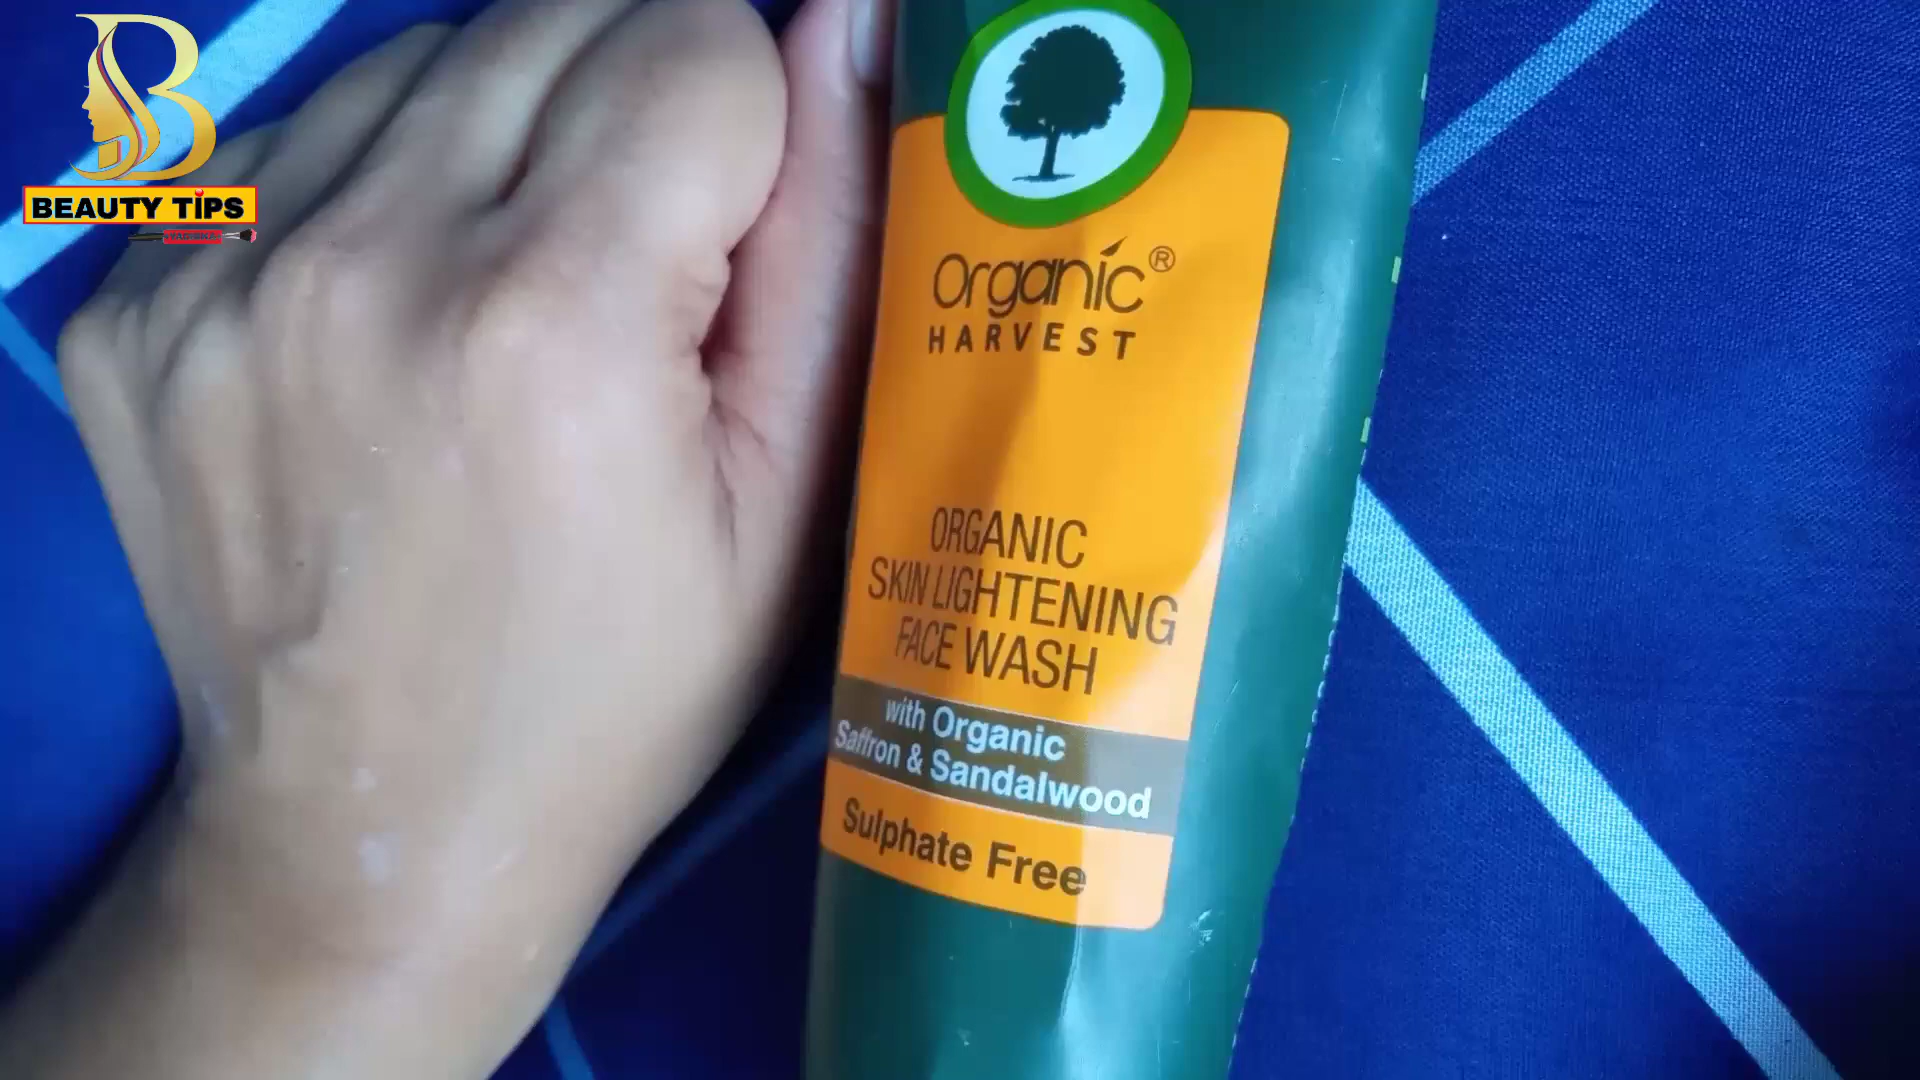 B
BEAUTY TIPS
Organic®
HARVEST
ORGANIC
SKIN LIGHTENING
FACE WASH
with Organic
Saffron & Sandalwood
Sulphate Free